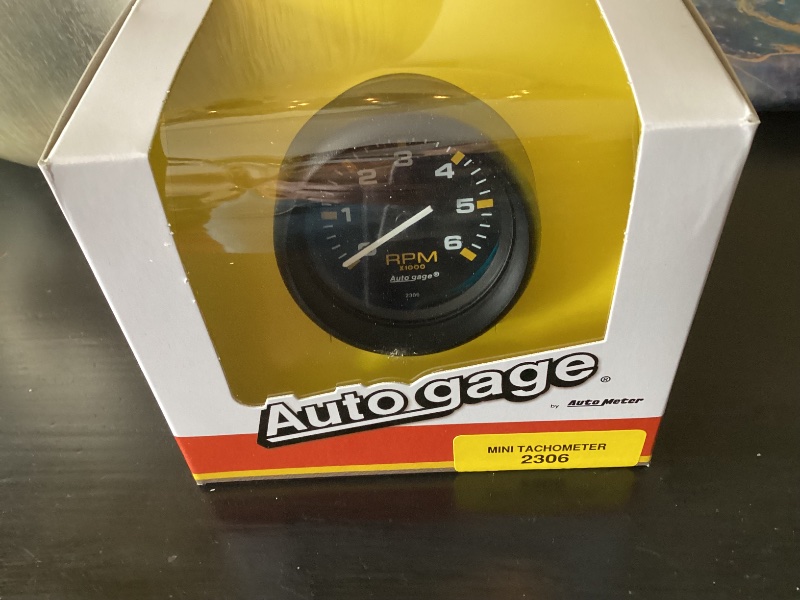 3
2
4
1
5
0
6
RPM
X1000
Auto gage®
2306
Auto gage®
by Auto Meter
MINI TACHOMETER
2306